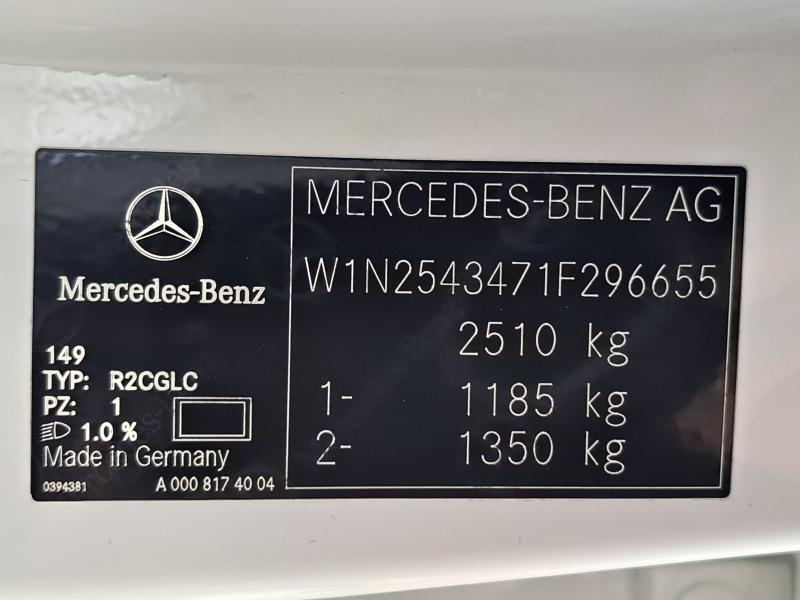 Mercedes-Benz
149
TYP: R2CGLC
PZ: 1
1.0 %
Made in Germany
0394381 A 000 817 40 04
MERCEDES-BENZ AG
W1N2543471F296655
2510 kg
1- 1185 kg
2- 1350 kg